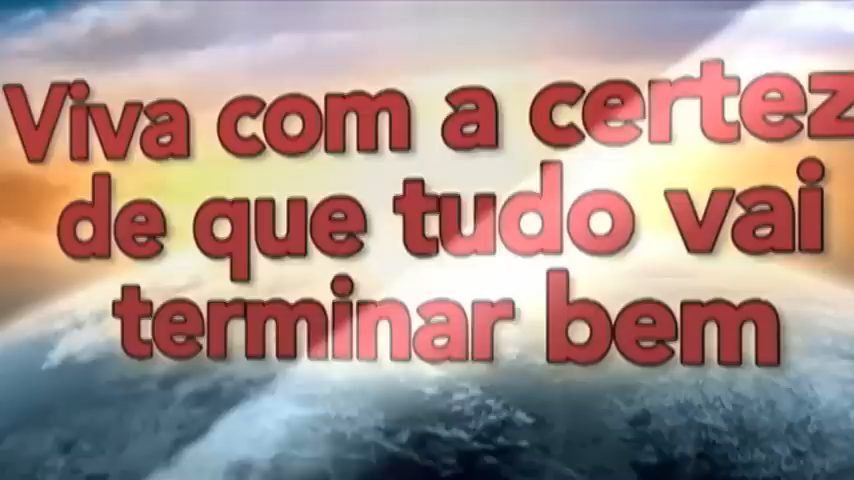 Viva com a certez
de que tudo vai
terminar bem